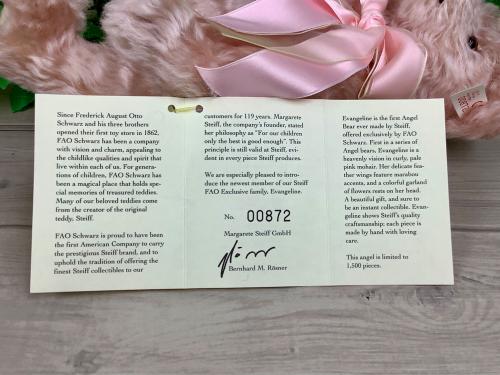 Since Frederick August Otto
Schwarz and his three brothers
opened their first toy store in 1862,
FAO Schwarz has been a company
with vision and charm, appealing to
the childlike qualities and spirit that
live within each of us. For genera-
tions of children, FAO Schwarz has
been a magical place that holds spe-
cial memories of treasured teddies.
Many of our beloved teddies come
from the creator of the original
teddy, Steiff.
FAO Schwarz is proud to have been
the first American Company to carry
the prestigious Steiff brand, and to
uphold the tradition of offering the
finest Steiff collectibles to our
customers for 119 years. Margarete
Steiff, the company's founder, stated
her philosophy as "For our children
only the best is good enough". This
principle is still valid at Steiff, evi-
dent in every piece Steiff produces.
We are especially pleased to intro-
duce the newest member of our Steiff
FAO Exclusive family, Evangeline.
No. 00872
Margarete Steiff GmbH
Bernhard M. Rösner
Evangeline is the first Angel
Bear ever made by Steiff,
offered exclusively by FAO
Schwarz. First in a series of
Angel bears, Evangeline is a
heavenly vision in curly, pale
pink mohair. Her delicate fea-
ther wings feature marabou
accents, and a colorful garland
of flowers rests on her head.
A beautiful gift, and sure to
be an instant collectible. Evan-
geline shows Steiff's quality
craftsmanship; each piece is
made by hand with loving
care.
This angel is limited to
1,500 pieces.